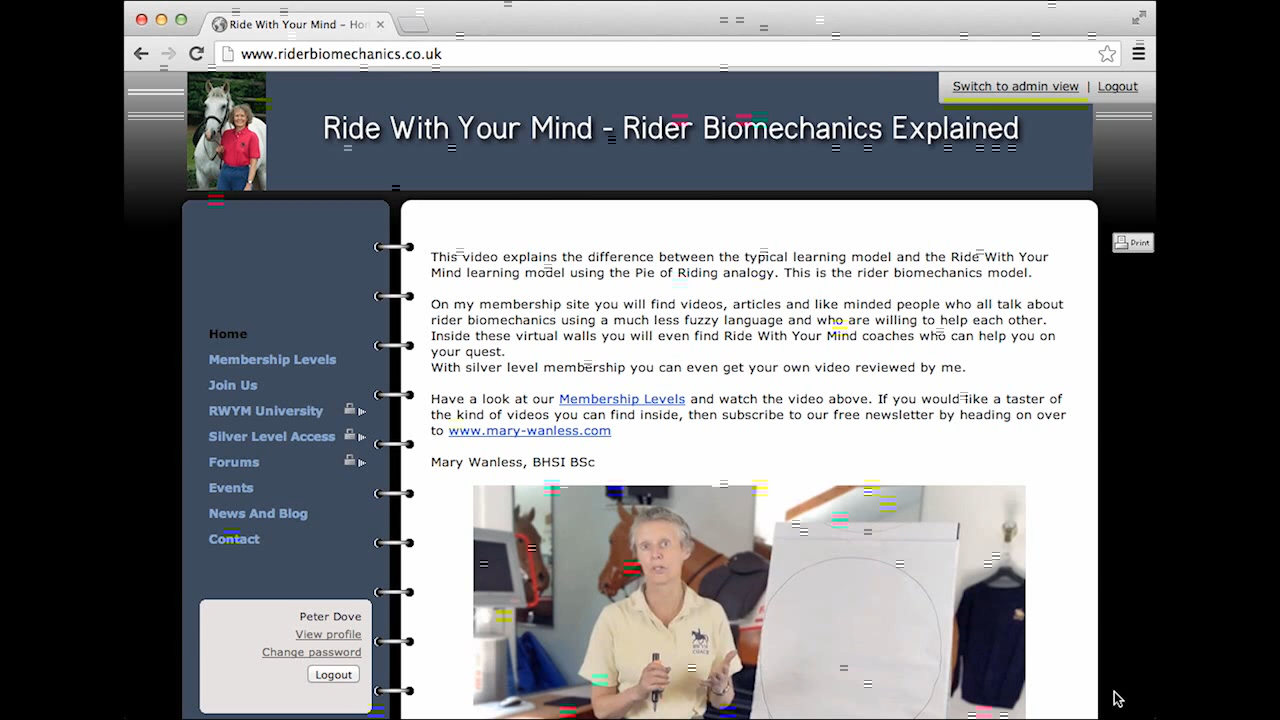 Ride With Your Mind - Hor
www.riderbiomechanics.co.uk
Switch to admin view | Logout
Ride With Your Mind - Rider Biomechanics Explained
Print
This video explains the difference between the typical learning model and the Ride With Your
Mind learning model using the Pie of Riding analogy. This is the rider biomechanics model.
On my membership site you will find videos, articles and like minded people who all talk about
rider biomechanics using a much less fuzzy language and who are willing to help each other.
Inside these virtual walls you will even find Ride With Your Mind coaches who can help you on
your quest.
With silver level membership you can even get your own video reviewed by me.
Have a look at our Membership Levels and watch the video above. If you would like a taster of
the kind of videos you can find inside, then subscribe to our free newsletter by heading on over
to www.mary-wanless.com
Mary Wanless, BHSI BSc
Home
Membership Levels
Join Us
RWYM University
Silver Level Access
Forums
Events
News And Blog
Contact
Peter Dove
View profile
Change password
Logout